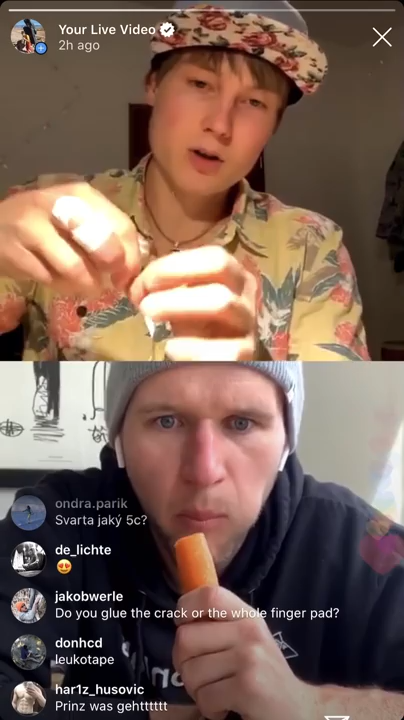 Your Live Video
2h ago
ondra.parik
Svarta jaký 5c?
de_lichte
😍
jakobwerle
Do you glue the crack or the whole finger pad?
donhcd
leukotape
har1z_husovic
Prinz was gehttttttt